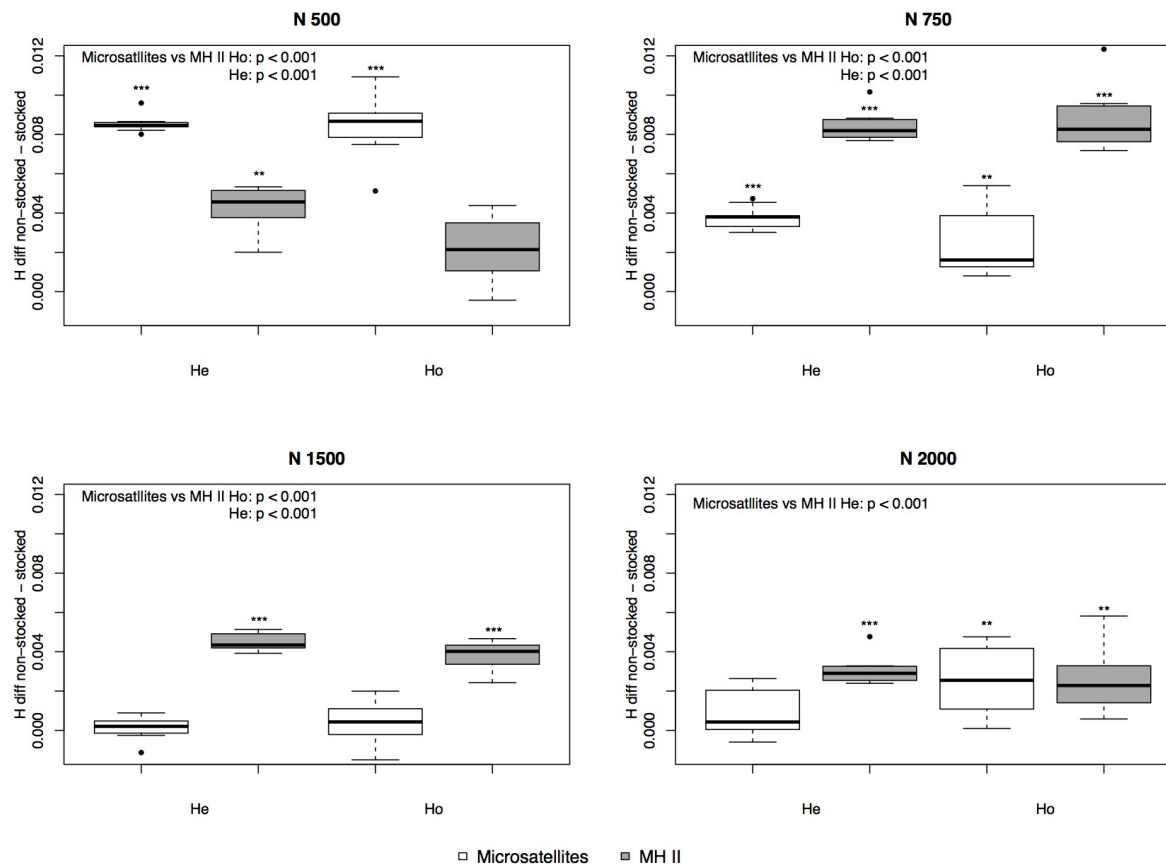 N 500
Microsatllites vs MH II Ho: p < 0.001
He: p < 0.001
***
**
***
H diff non-stocked − stocked
0.012
0.008
0.004
0.000
He
Ho
N 750
Microsatllites vs MH II Ho: p < 0.001
He: p < 0.001
***
***
**
***
H diff non-stocked − stocked
0.012
0.008
0.004
0.000
He
Ho
N 1500
Microsatllites vs MH II Ho: p < 0.001
He: p < 0.001
***
***
H diff non-stocked − stocked
0.012
0.008
0.004
0.000
He
Ho
N 2000
Microsatllites vs MH II He: p < 0.001
***
**
**
H diff non-stocked − stocked
0.012
0.008
0.004
0.000
He
Ho
Microsatellites MH II